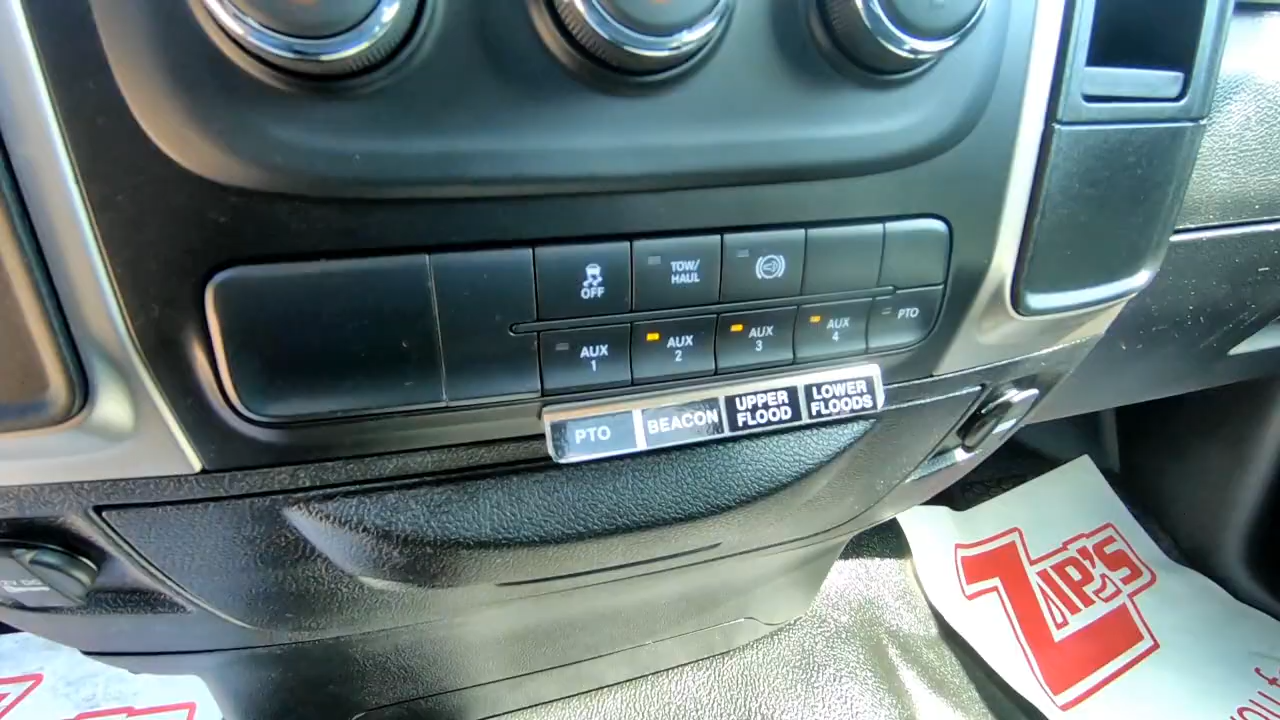 OFF
TOW/
HAUL
AUX
1
AUX
2
AUX
3
AUX
4
PTO
PTO
BEACON
UPPER
FLOOD
LOWER
FLOODS
ZIP'S